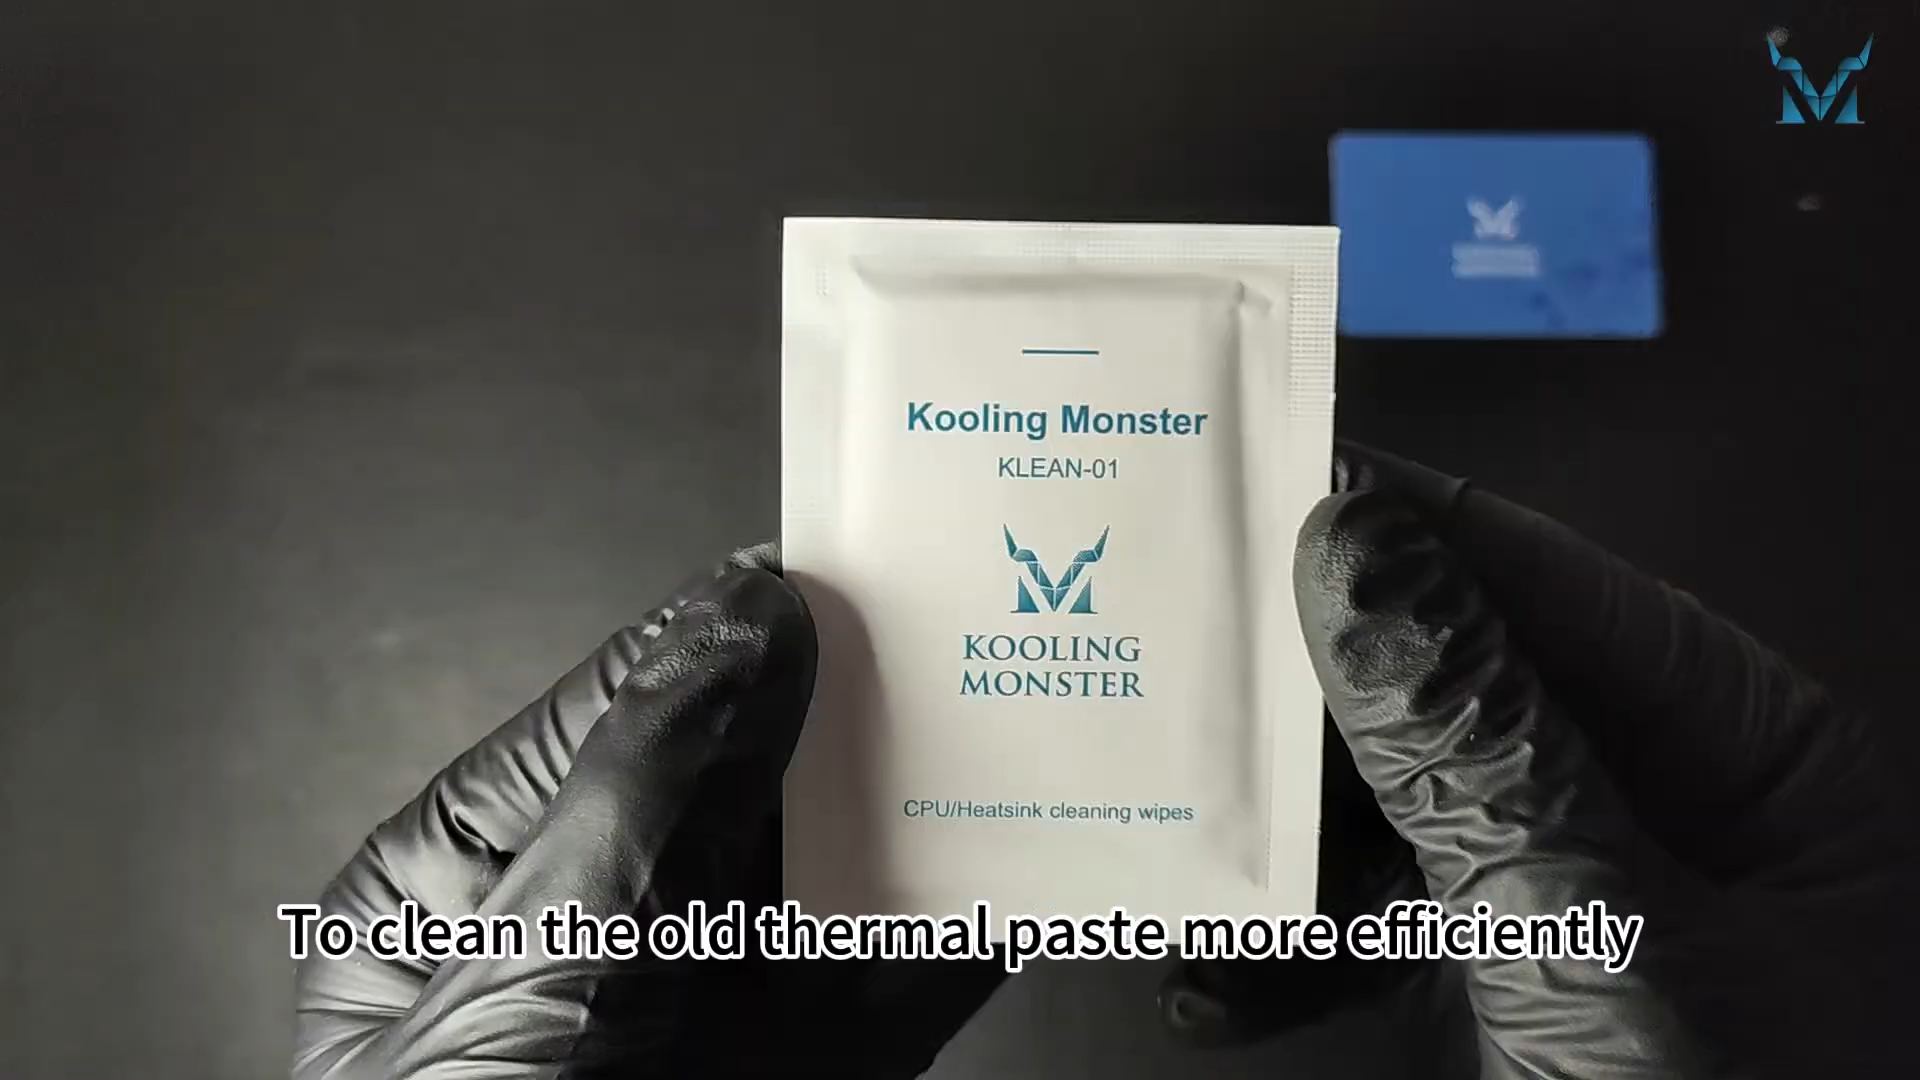 Kooling Monster
KLEAN-01
KOOLING
MONSTER
CPU/Heatsink cleaning wipes
To clean the old thermal paste more efficiently